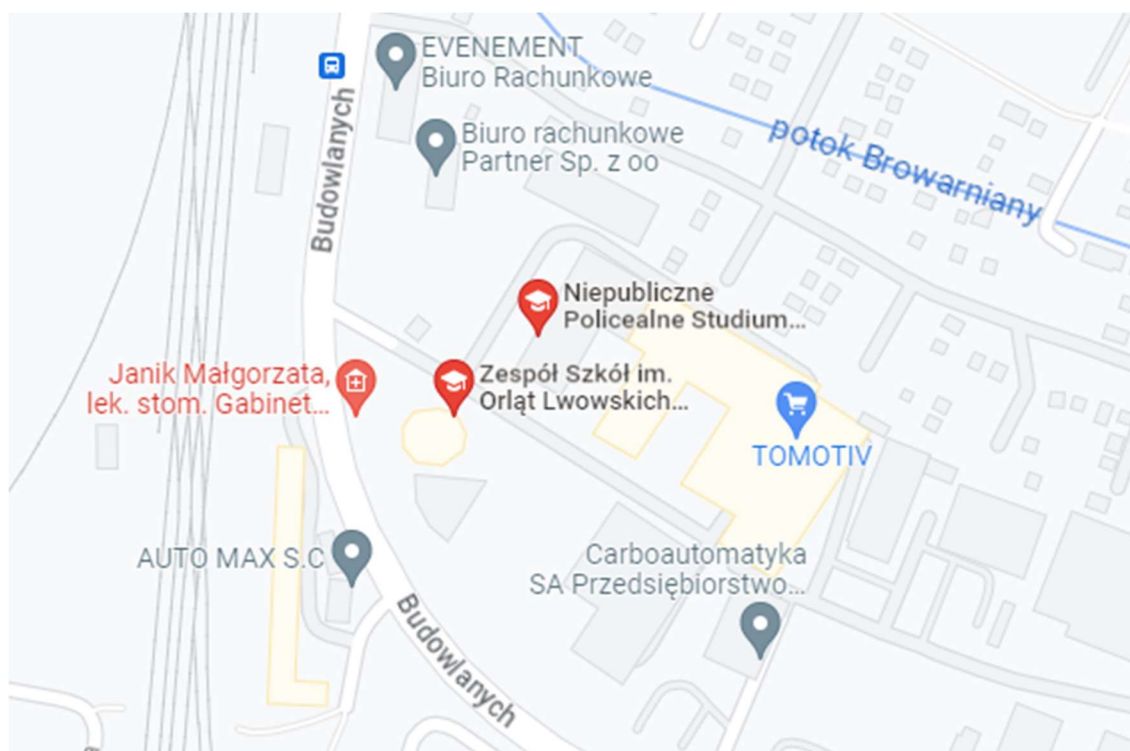 EVENEMENT
Biuro Rachunkowe
Biuro rachunkowe
Partner Sp. z oo
potok Browarniany
Budowlanych
Niepubliczne
Policealne Studium...
Janik Małgorzata,
lek. stom. Gabinet...
Zespół Szkół im.
Orląt Lwowskich...
TOMOTIV
AUTO MAX S.C
Carboautomatyka
SA Przedsiębiorstwo...
Budowlanych